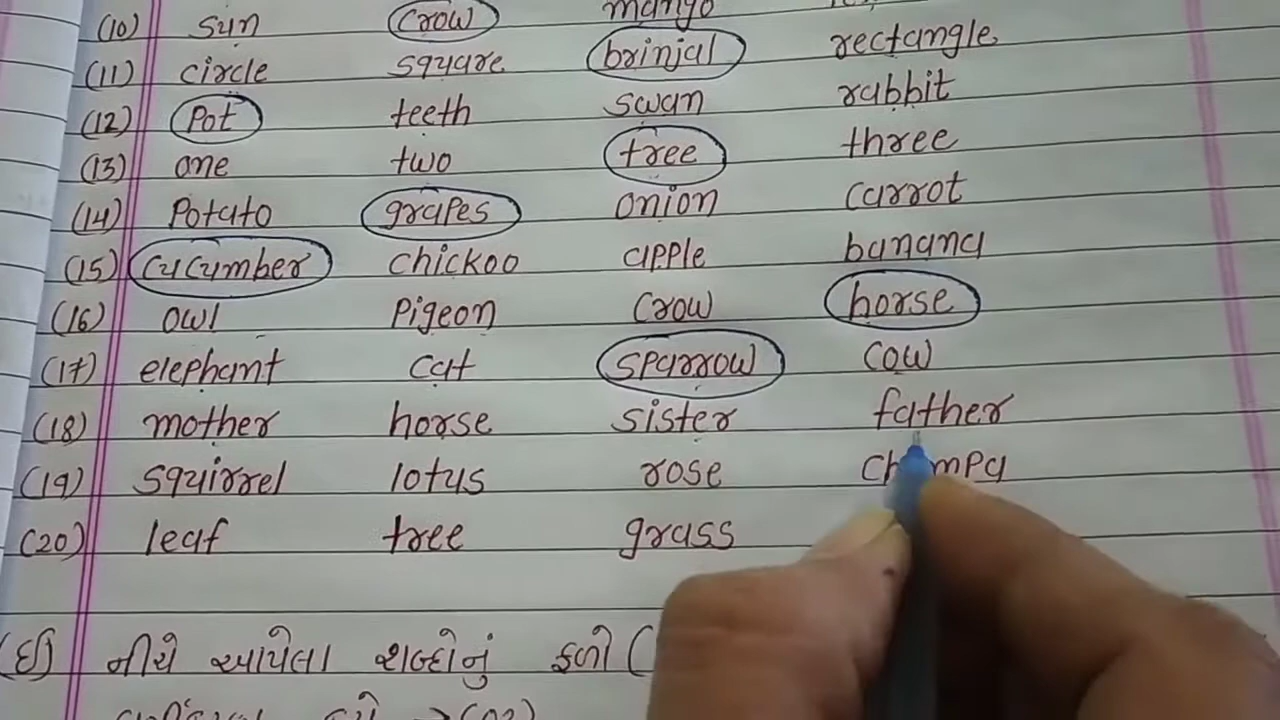 (10) sun crow mango
(11) circle square brinjal rectangle
(12) Pot teeth swan rabbit
(13) one two tree three
(14) Potato grapes onion carrot
(15) cucumber chickoo apple banana
(16) owl Pigeon crow horse
(17) elephant cat sparrow cow
(18) mother horse sister father
(19) squirrel lotus rose champa
(20) leaf tree grass
(ઈ) નીચે આપેલા શબ્દોનું ફળો (